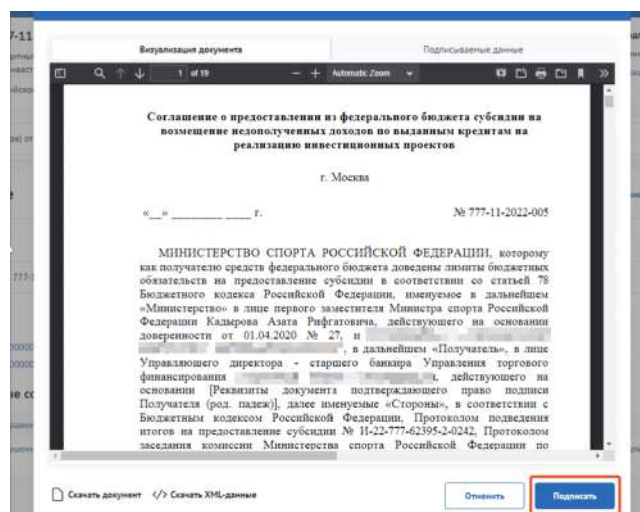 7-11
Визуализация документа
Подписываемые данные
1 of 19
Automatic Zoom
Соглашение о предоставлении из федерального бюджета субсидии на
возмещение недополученных доходов по выданным кредитам на
реализацию инвестиционных проектов
г. Москва
«__» ________ ____ г.
№ 777-11-2022-005
МИНИСТЕРСТВО СПОРТА РОССИЙСКОЙ ФЕДЕРАЦИИ, которому
как получателю средств федерального бюджета доведены лимиты бюджетных
обязательств на предоставление субсидии в соответствии со статьей 78
Бюджетного кодекса Российской Федерации, именуемое в дальнейшем
«Министерство» в лице первого заместителя Министра спорта Российской
Федерации Кадырова Азата Рифгатовича, действующего на основании
доверенности от 01.04.2020 № 27, и
, в дальнейшем «Получатель», в лице
Управляющего директора - старшего банкира Управления торгового
финансирования , действующего на
основании [Реквизиты документа подтверждающего право подписи
Получателя (род. падеж)], далее именуемые «Стороны», в соответствии с
Бюджетным кодексом Российской Федерации, Протоколом подведения
итогов на предоставление субсидии № И-22-777-62395-2-0242, Протоколом
заседания комиссии Министерства спорта Российской Федерации по
Скачать документ
</> Скачать XML-данные
Отменить
Подписать